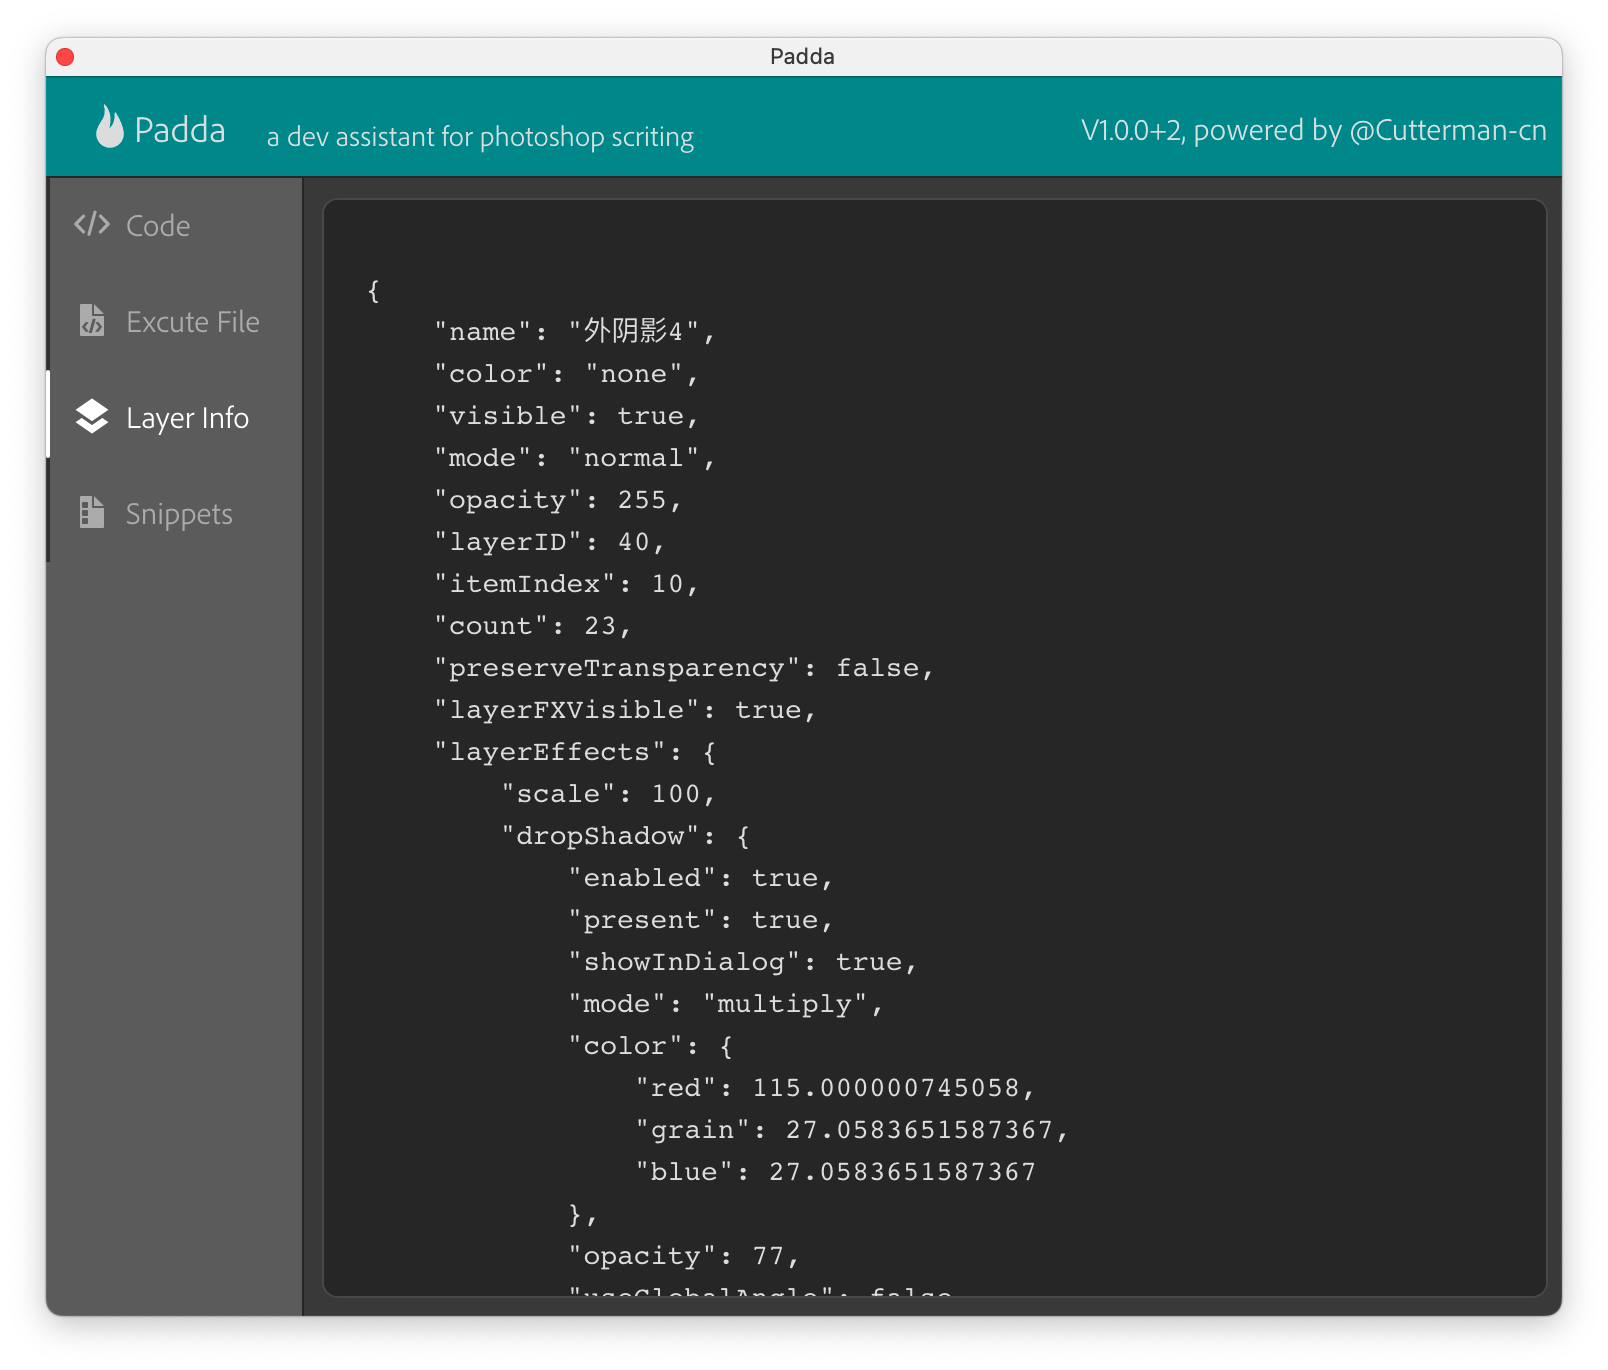 Padda
Padda
a dev assistant for photoshop scriting
V1.0.0+2, powered by @Cutterman-cn
Code
Excute File
Layer Info
Snippets
{
    "name": "外阴影4",
    "color": "none",
    "visible": true,
    "mode": "normal",
    "opacity": 255,
    "layerID": 40,
    "itemIndex": 10,
    "count": 23,
    "preserveTransparency": false,
    "layerFXVisible": true,
    "layerEffects": {
        "scale": 100,
        "dropShadow": {
            "enabled": true,
            "present": true,
            "showInDialog": true,
            "mode": "multiply",
            "color": {
                "red": 115.000000745058,
                "grain": 27.0583651587367,
                "blue": 27.0583651587367
            },
            "opacity": 77,
            "useGlobalAngle": false